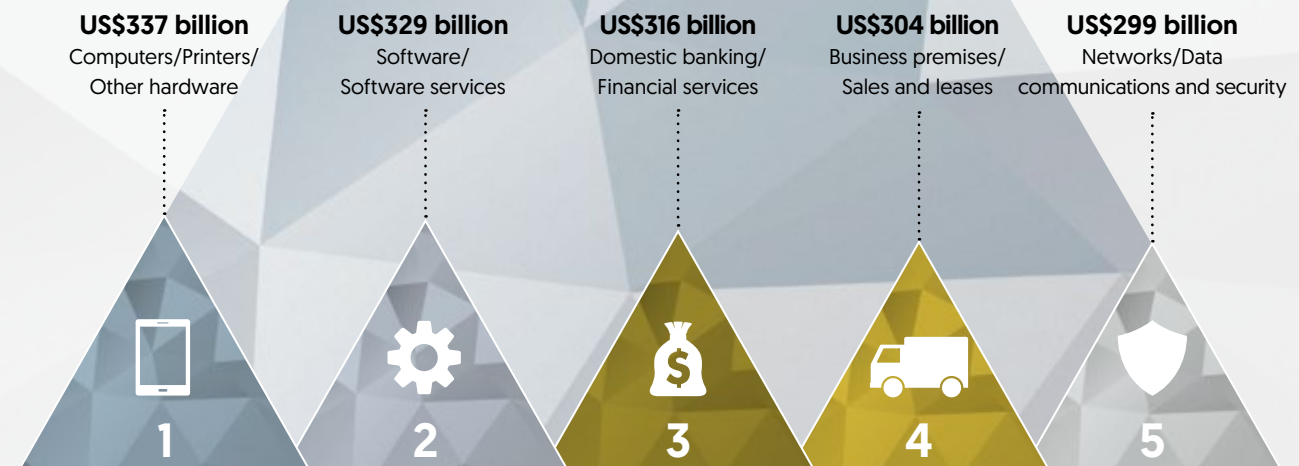 US$337 billion
Computers/Printers/
Other hardware
US$329 billion
Software/
Software services
US$316 billion
Domestic banking/
Financial services
US$304 billion
Business premises/
Sales and leases
US$299 billion
Networks/Data
communications and security
$
1
2
3
4
5